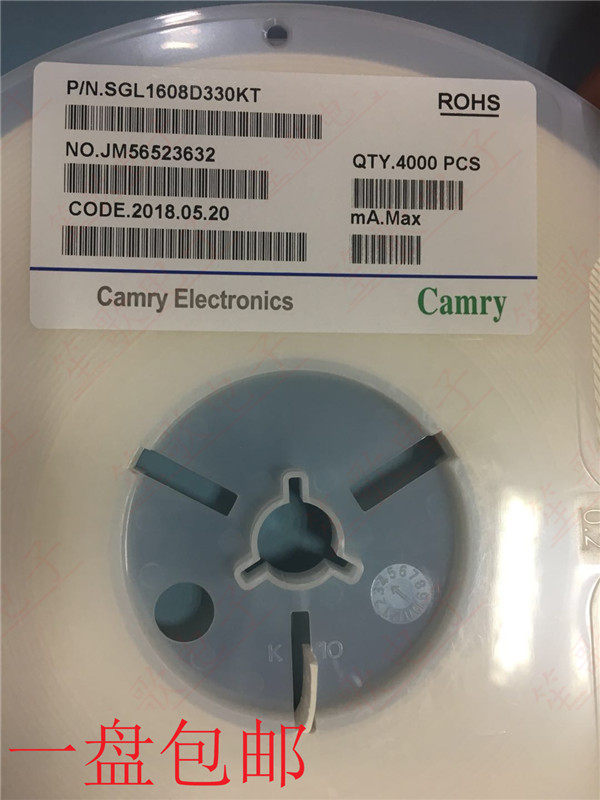 P/N.SGL1608D330KT
ROHS
NO.JM56523632
QTY.4000 PCS
CODE.2018.05.20
mA.Max
Camry Electronics
Camry
K 10
一盘包邮